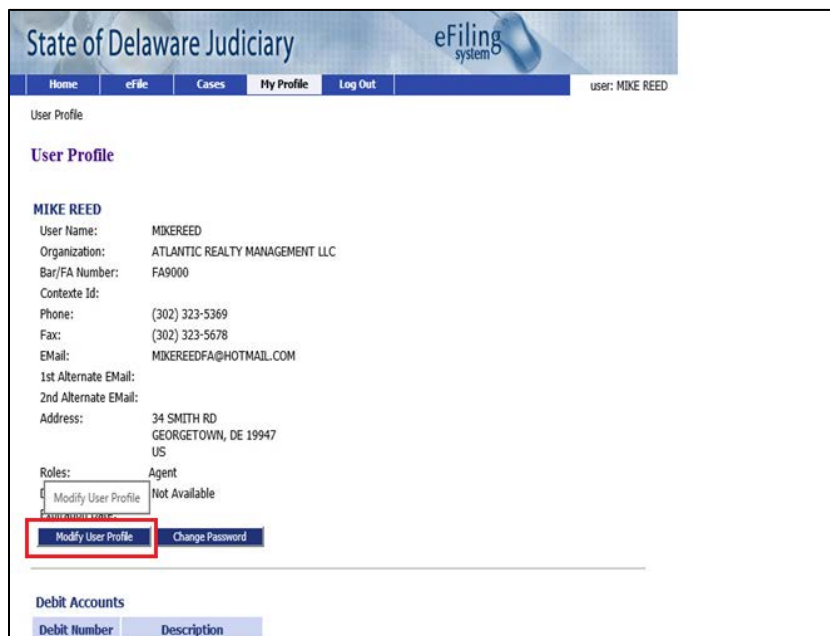 State of Delaware Judiciary
eFiling
system
Home eFile Cases My Profile Log Out user: MIKE REED
User Profile
User Profile
MIKE REED
User Name: MIKEREED
Organization: ATLANTIC REALTY MANAGEMENT LLC
Bar/FA Number: FA9000
Contexte Id:
Phone: (302) 323-5369
Fax: (302) 323-5678
EMail: MIKEREEDFA@HOTMAIL.COM
1st Alternate EMail:
2nd Alternate EMail:
Address: 34 SMITH RD
GEORGETOWN, DE 19947
US
Roles: Agent
Modify User Profile Not Available
Expiration Date:
Modify User Profile Change Password
Debit Accounts
Debit Number Description